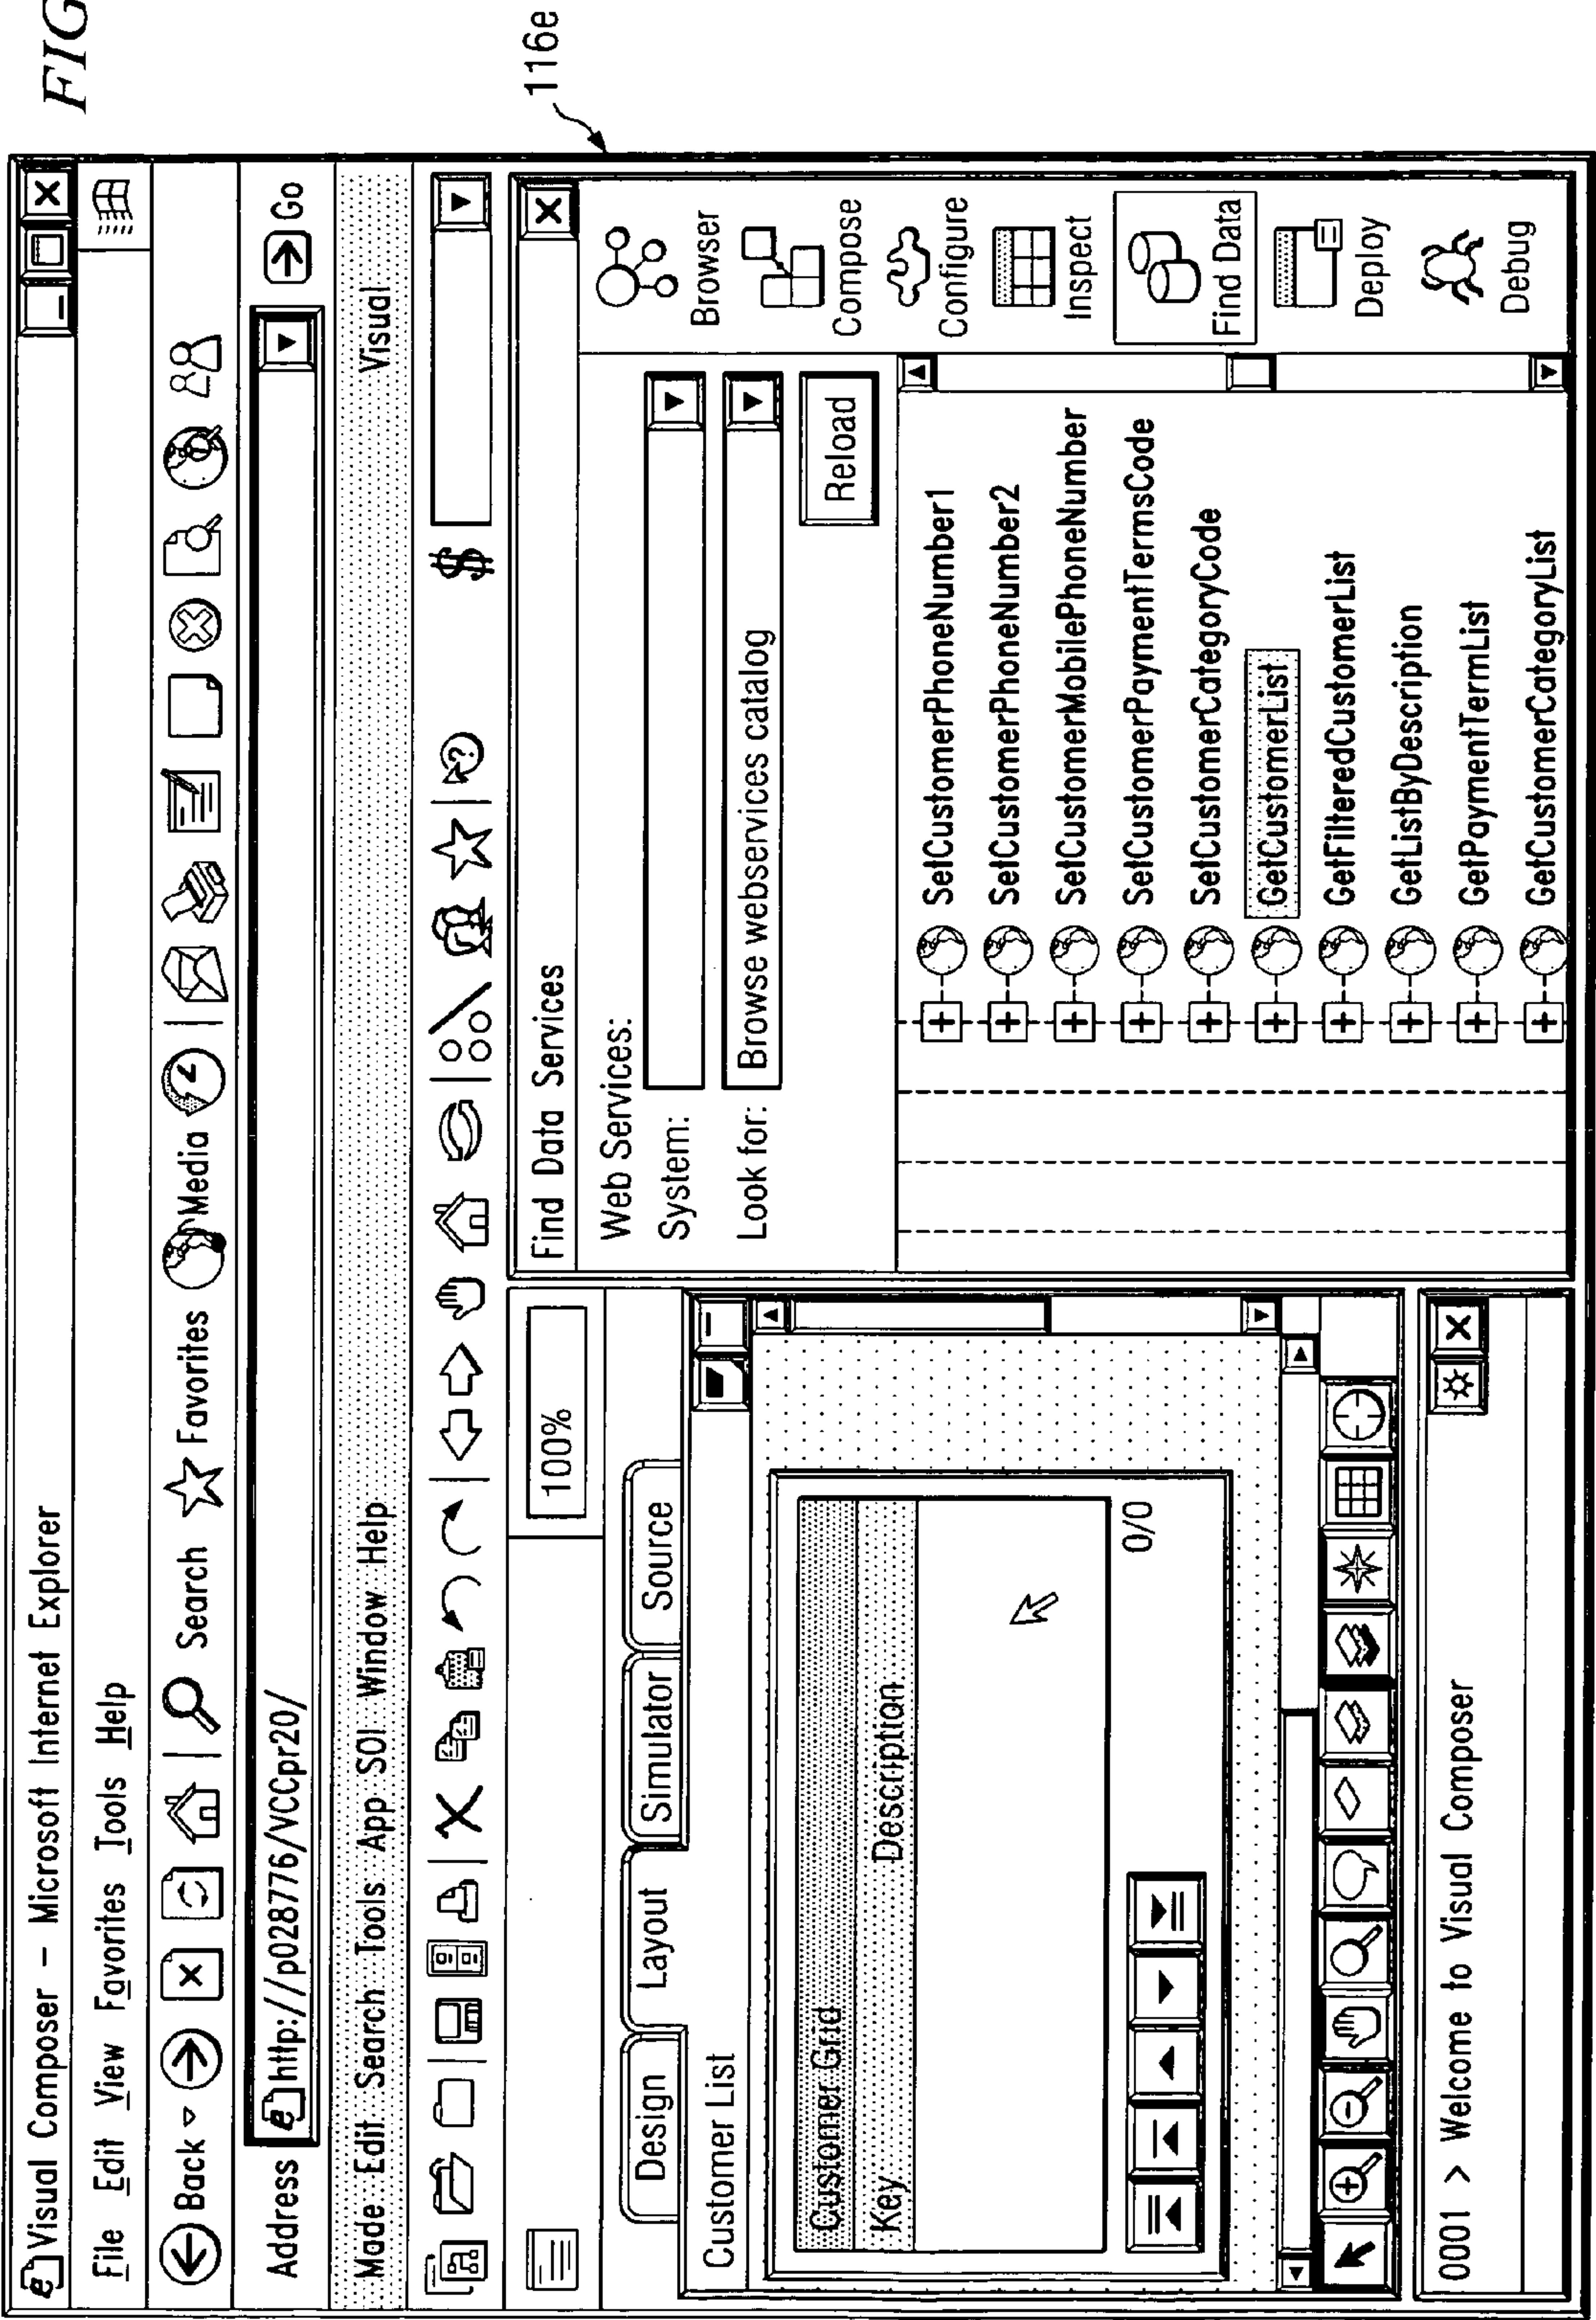 FIG
116e
Visual Composer – Microsoft Internet Explorer
File Edit View Favorites Tools Help
Back Search Favorites Media
Address http://p028776/VCCpr20/ Go
Made Edit Search Tools App SOI Window Help Visual
$
100%
Design Layout Simulator Source
Customer List
Customer Grid
Key Description
0/0
0001 > Welcome to Visual Composer
Find Data Services
Web Services:
System:
Look for: Browse webservices catalog
Reload
SetCustomerPhoneNumber1
SetCustomerPhoneNumber2
SetCustomerMobilePhoneNumber
SetCustomerPaymentTermsCode
SetCustomerCategoryCode
GetCustomerList
GetFilteredCustomerList
GetListByDescription
GetPaymentTermList
GetCustomerCategoryList
Browser
Compose
Configure
Inspect
Find Data
Deploy
Debug